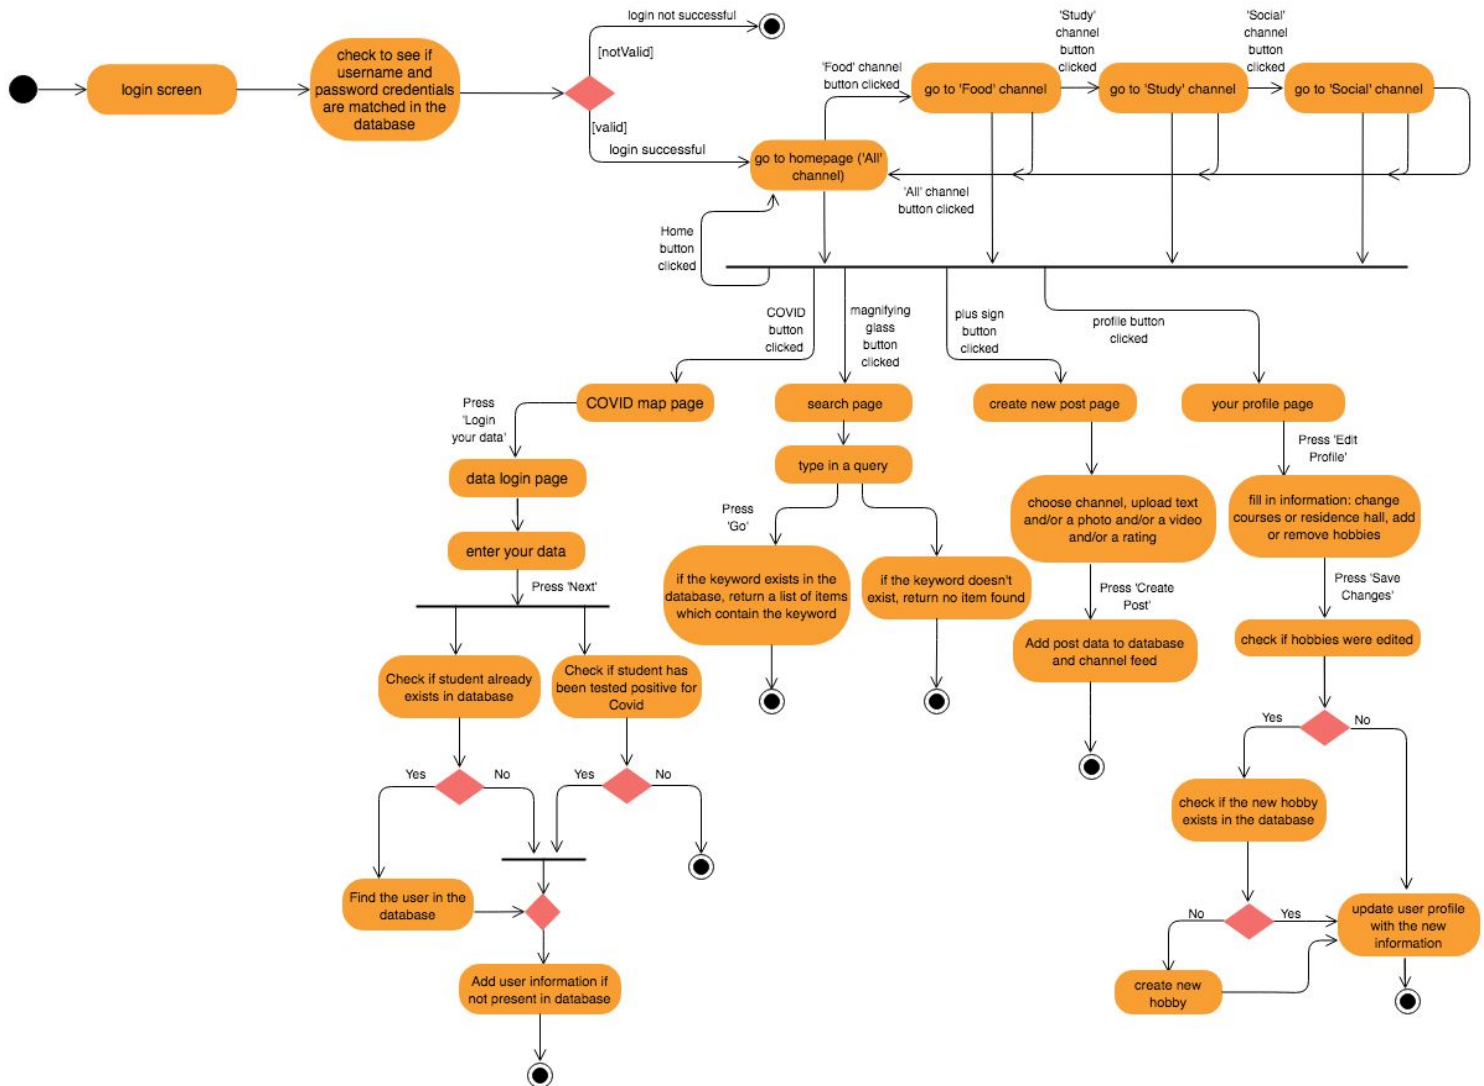 login not successful
[notValid]
login screen
check to see if
username and
password credentials
are matched in the
database
[valid]
login successful
'Food' channel
button clicked
'Study'
channel
button
clicked
'Social'
channel
button
clicked
go to 'Food' channel
go to 'Study' channel
go to 'Social' channel
go to homepage ('All'
channel)
'All' channel
button clicked
Home
button
clicked
COVID
button
clicked
magnifying
glass
button
clicked
plus sign
button
clicked
profile button
clicked
COVID map page
search page
create new post page
your profile page
Press
'Login
your data'
data login page
enter your data
Press 'Next'
type in a query
Press
'Go'
if the keyword exists in the
database, return a list of items
which contain the keyword
if the keyword doesn't
exist, return no item found
choose channel, upload text
and/or a photo and/or a video
and/or a rating
Press 'Create
Post'
Add post data to database
and channel feed
Press 'Edit
Profile'
fill in information: change
courses or residence hall, add
or remove hobbies
Press 'Save
Changes'
check if hobbies were edited
Yes
No
check if the new hobby
exists in the database
No
Yes
create new
hobby
update user profile
with the new
information
Check if student already
exists in database
Check if student has
been tested positive for
Covid
Yes
No
Yes
No
Find the user in the
database
Add user information if
not present in database